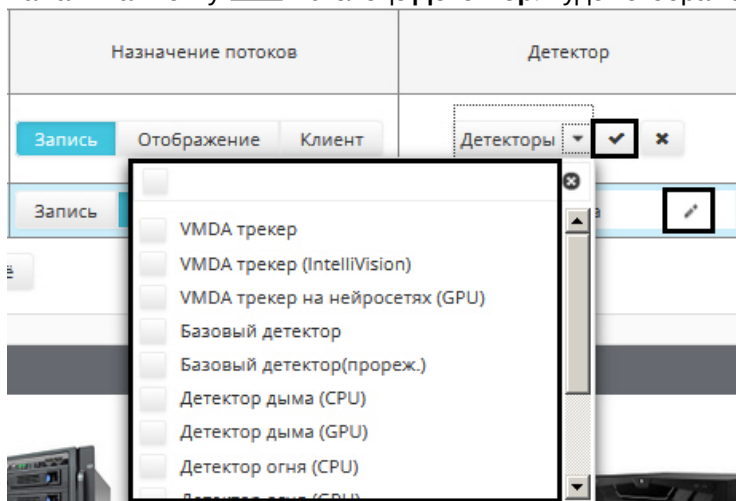 Назначение потоков
Детектор
Запись Отображение Клиент
Детекторы
Запись
VMDA трекер
VMDA трекер (IntelliVision)
VMDA трекер на нейросетях (GPU)
Базовый детектор
Базовый детектор(прореж.)
Детектор дыма (CPU)
Детектор дыма (GPU)
Детектор огня (CPU)